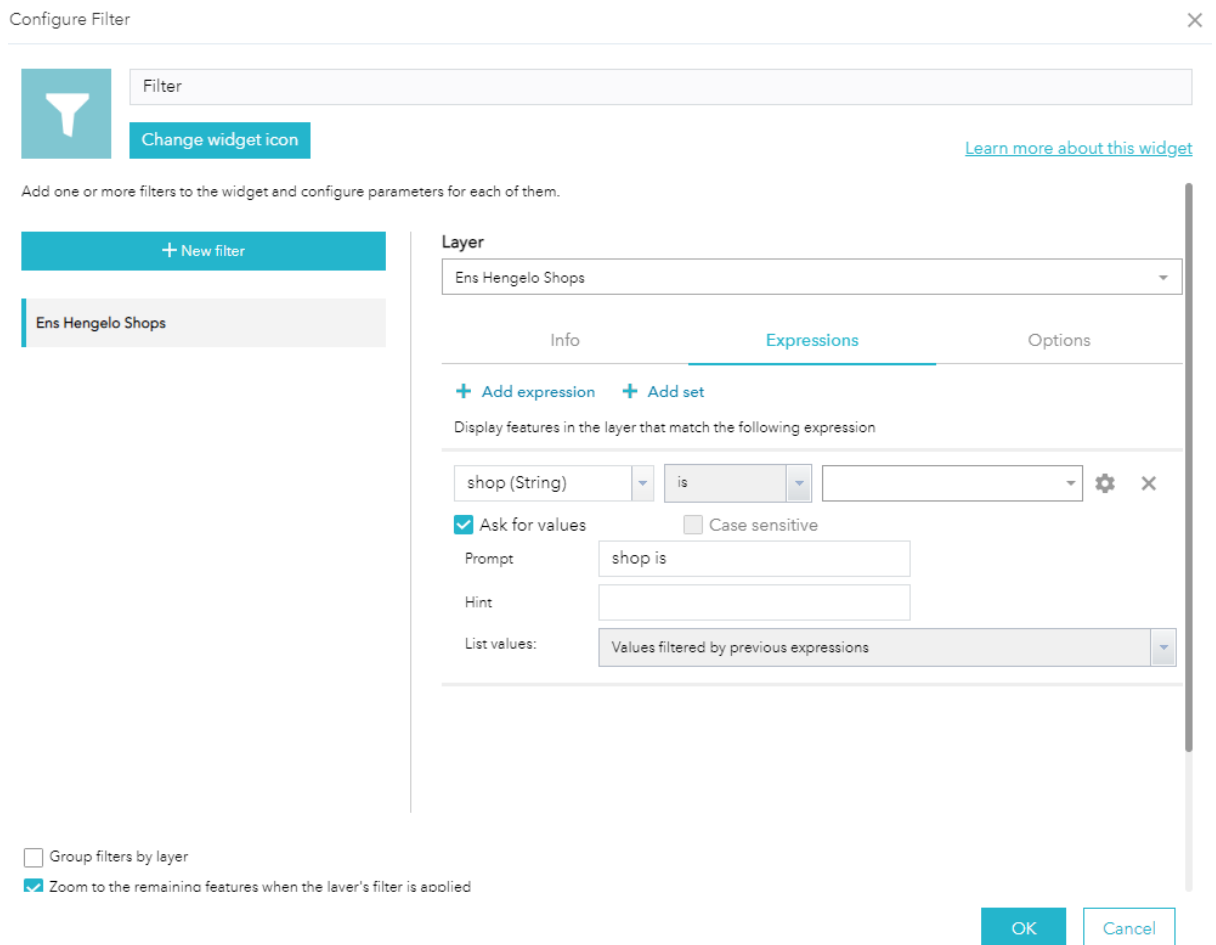 Configure Filter
Filter
Change widget icon
Learn more about this widget
Add one or more filters to the widget and configure parameters for each of them.
New filter
Ens Hengelo Shops
Layer
Ens Hengelo Shops
Info Expressions Options
Add expression Add set
Display features in the layer that match the following expression
shop (String) is
Ask for values Case sensitive
Prompt shop is
Hint
List values: Values filtered by previous expressions
Group filters by layer
Zoom to the remaining features when the layer's filter is applied
OK Cancel